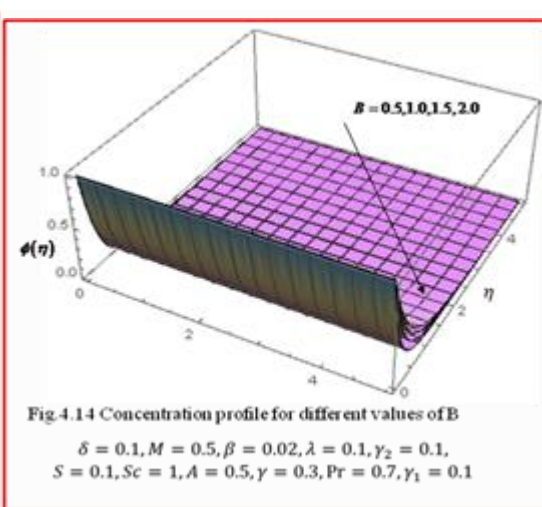 B = 0.5,1.0,1.5,2.0
1.0
0.5
ϕ(η)
0.0
0
2
4
0
2
η
4
Fig.4.14 Concentration profile for different values of B
δ = 0.1, M = 0.5, β = 0.02, λ = 0.1, γ₂ = 0.1,
S = 0.1, Sc = 1, A = 0.5, γ = 0.3, Pr = 0.7, γ₁ = 0.1